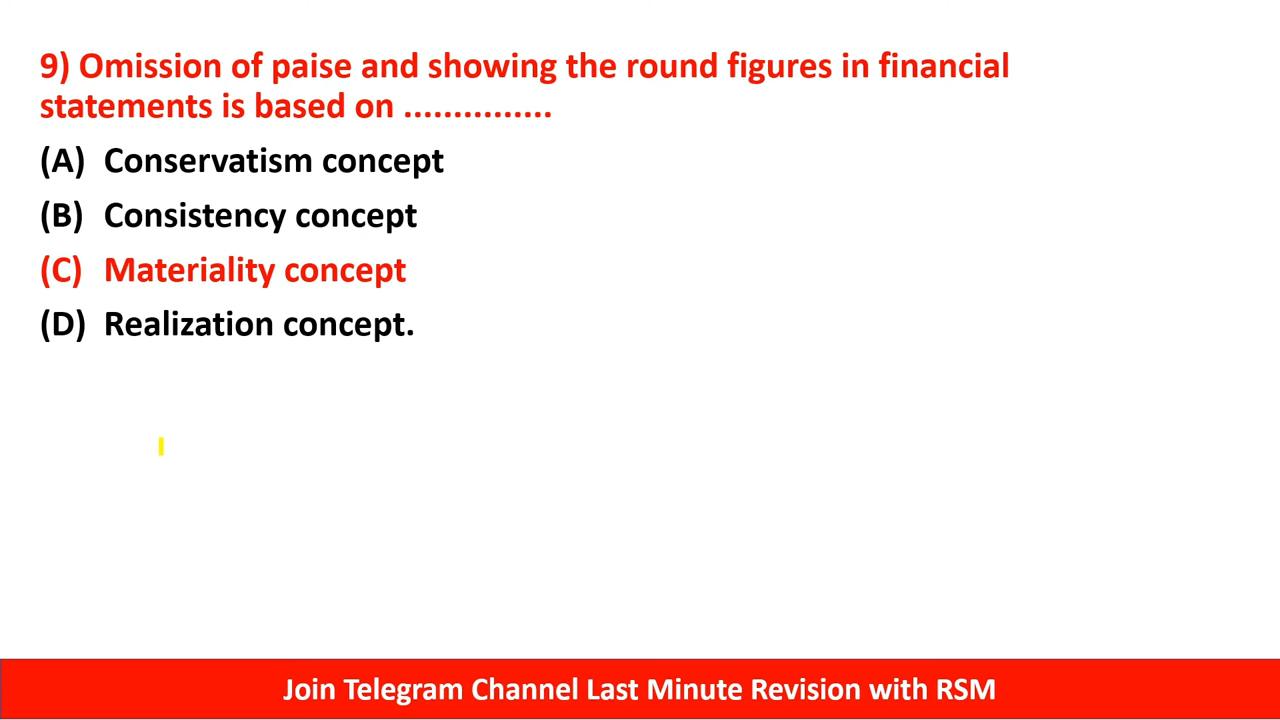 9) Omission of paise and showing the round figures in financial
statements is based on ...............
(A) Conservatism concept
(B) Consistency concept
(C) Materiality concept
(D) Realization concept.
Join Telegram Channel Last Minute Revision with RSM